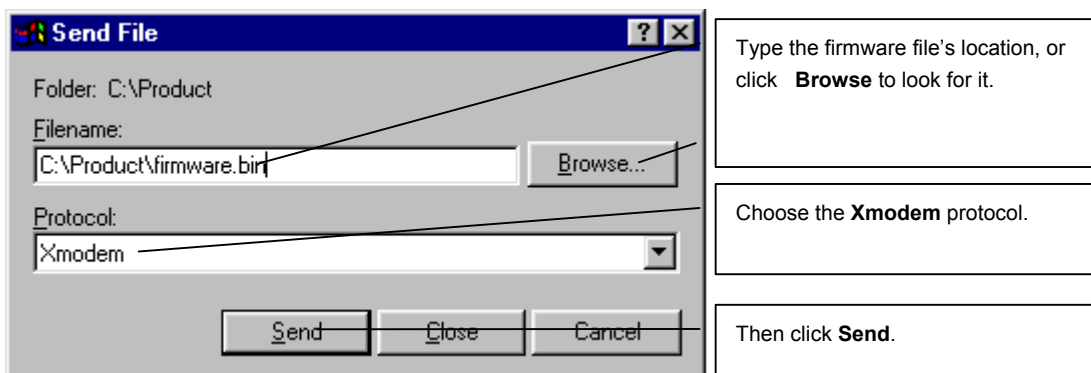 Send File
Folder: C:\Product
Filename:
C:\Product\firmware.bin
Browse...
Protocol:
Xmodem
Send Close Cancel
Type the firmware file's location, or
click Browse to look for it.
Choose the Xmodem protocol.
Then click Send.